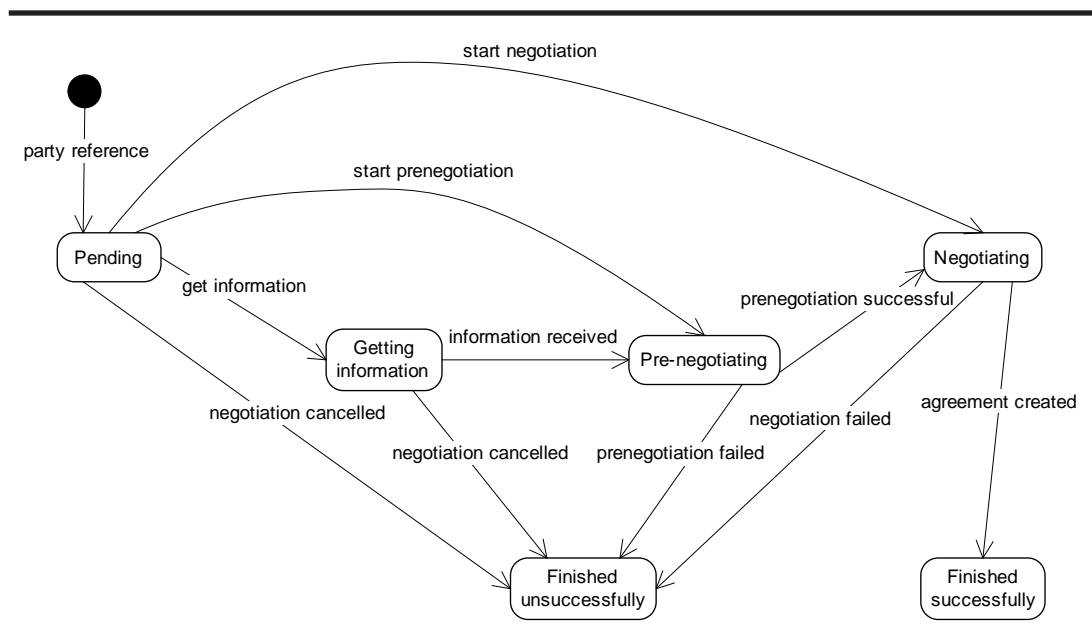 start negotiation
party reference
start prenegotiation
Pending
Negotiating
get information
prenegotiation successful
Getting
information
information received
Pre-negotiating
negotiation cancelled
agreement created
negotiation failed
negotiation cancelled
prenegotiation failed
Finished
unsuccessfully
Finished
successfully